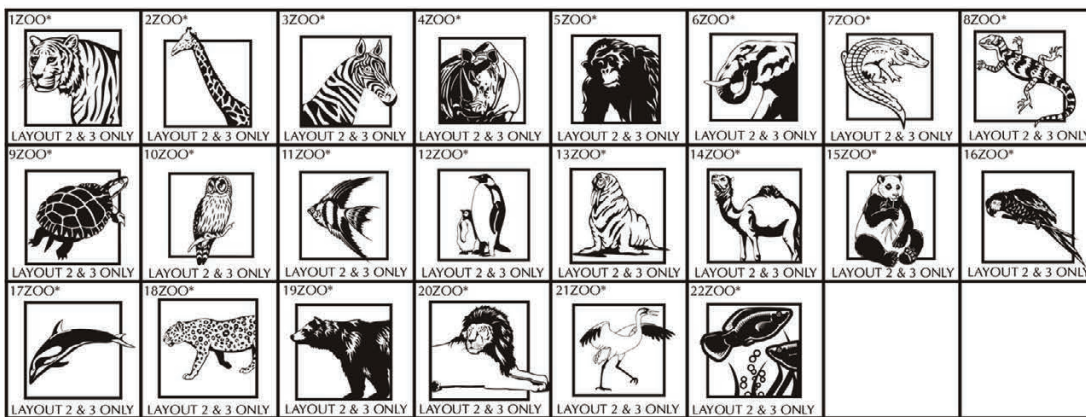 1ZOO*
LAYOUT 2 & 3 ONLY
2ZOO*
LAYOUT 2 & 3 ONLY
3ZOO*
LAYOUT 2 & 3 ONLY
4ZOO*
LAYOUT 2 & 3 ONLY
5ZOO*
LAYOUT 2 & 3 ONLY
6ZOO*
LAYOUT 2 & 3 ONLY
7ZOO*
LAYOUT 2 & 3 ONLY
8ZOO*
LAYOUT 2 & 3 ONLY
9ZOO*
LAYOUT 2 & 3 ONLY
10ZOO*
LAYOUT 2 & 3 ONLY
11ZOO*
LAYOUT 2 & 3 ONLY
12ZOO*
LAYOUT 2 & 3 ONLY
13ZOO*
LAYOUT 2 & 3 ONLY
14ZOO*
LAYOUT 2 & 3 ONLY
15ZOO*
LAYOUT 2 & 3 ONLY
16ZOO*
LAYOUT 2 & 3 ONLY
17ZOO*
LAYOUT 2 & 3 ONLY
18ZOO*
LAYOUT 2 & 3 ONLY
19ZOO*
LAYOUT 2 & 3 ONLY
20ZOO*
LAYOUT 2 & 3 ONLY
21ZOO*
LAYOUT 2 & 3 ONLY
22ZOO*
LAYOUT 2 & 3 ONLY